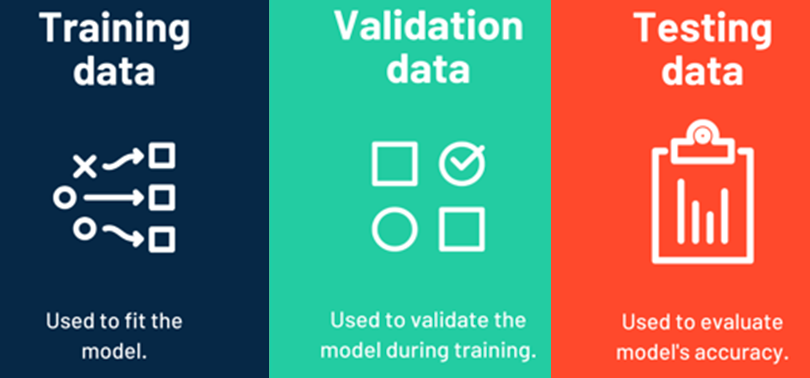 Training
data
Used to fit the
model.
Validation
data
Used to validate the
model during training.
Testing
data
Used to evaluate
model's accuracy.